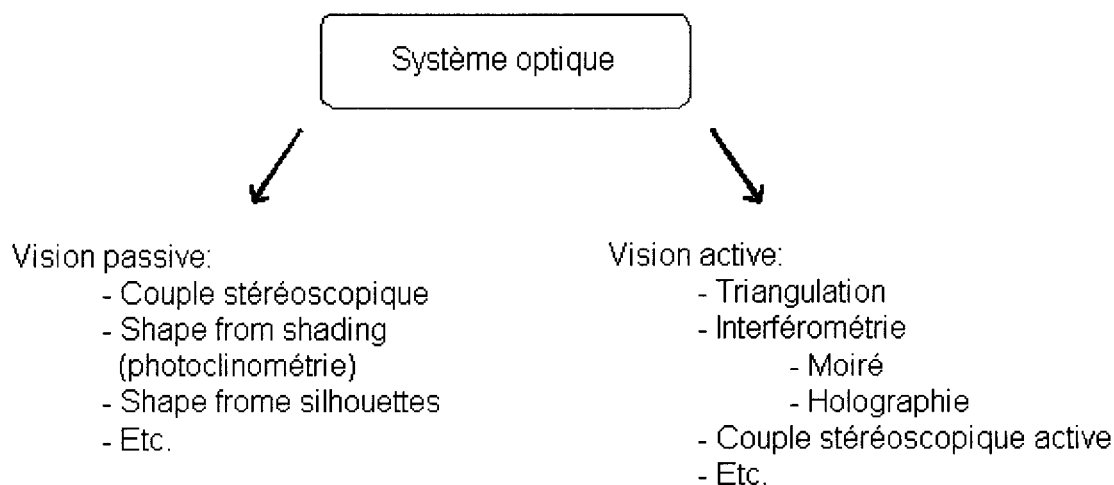 Système optique
Vision passive:
- Couple stéréoscopique
- Shape from shading
(photoclinométrie)
- Shape frome silhouettes
- Etc.
Vision active:
- Triangulation
- Interférométrie
- Moiré
- Holographie
- Couple stéréoscopique active
- Etc.